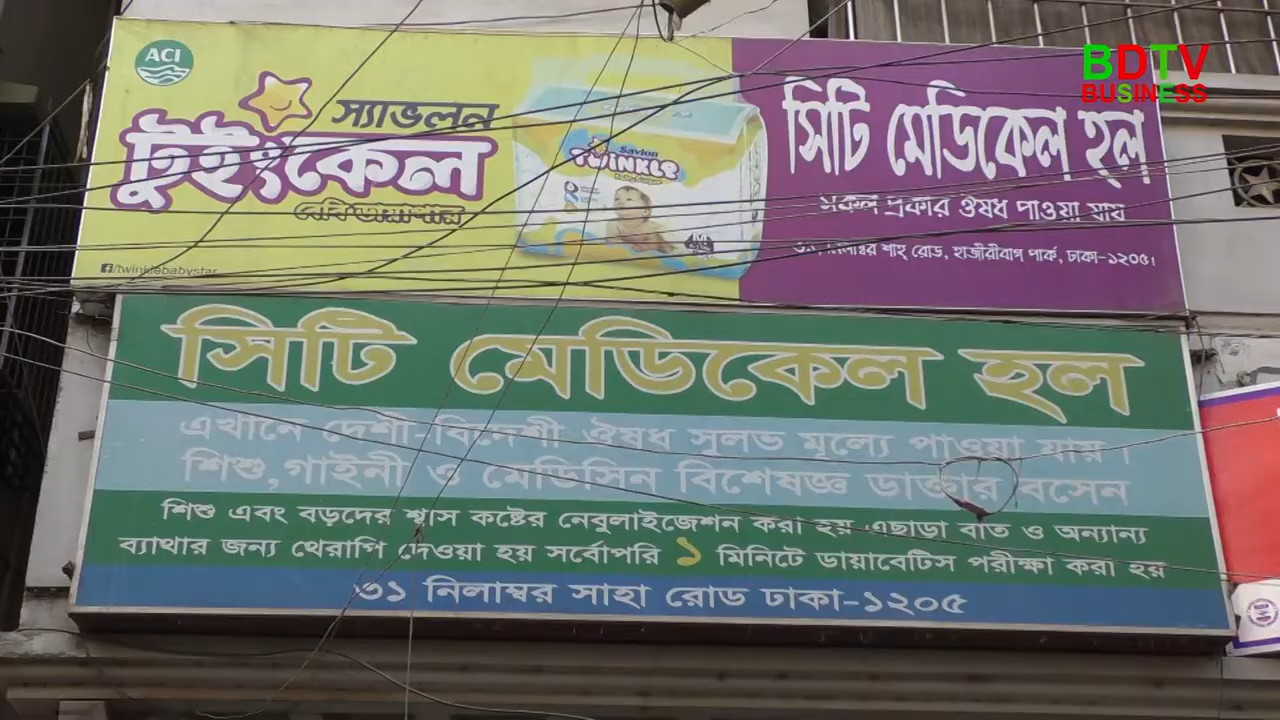 ACI
স্যাভলন
টুইংকেল
বেবি ডায়াপার
/twinklebabystar
Savlon
TWINKLE
সিটি মেডিকেল হল
সকল প্রকার ঔষধ পাওয়া যায়
৩১, নিলাম্বর শাহ্ রোড, হাজীরীবাগ পার্ক, ঢাকা-১২০৫।
BDTV
BUSINESS
সিটি মেডিকেল হল
এখানে দেশী-বিদেশী ঔষধ সুলভ মূল্যে পাওয়া যায়।
শিশু,গাইনী ও মেডিসিন বিশেষজ্ঞ ডাক্তার বসেন
শিশু এবং বড়দের শ্বাস কষ্টের নেবুলাইজেশন করা হয় এছাড়া বাত ও অন্যান্য
ব্যাথার জন্য থেরাপি দেওয়া হয় সর্বোপরি ১ মিনিটে ডায়াবেটিস পরীক্ষা করা হয়
৩১ নিলাম্বর সাহা রোড ঢাকা-১২০৫